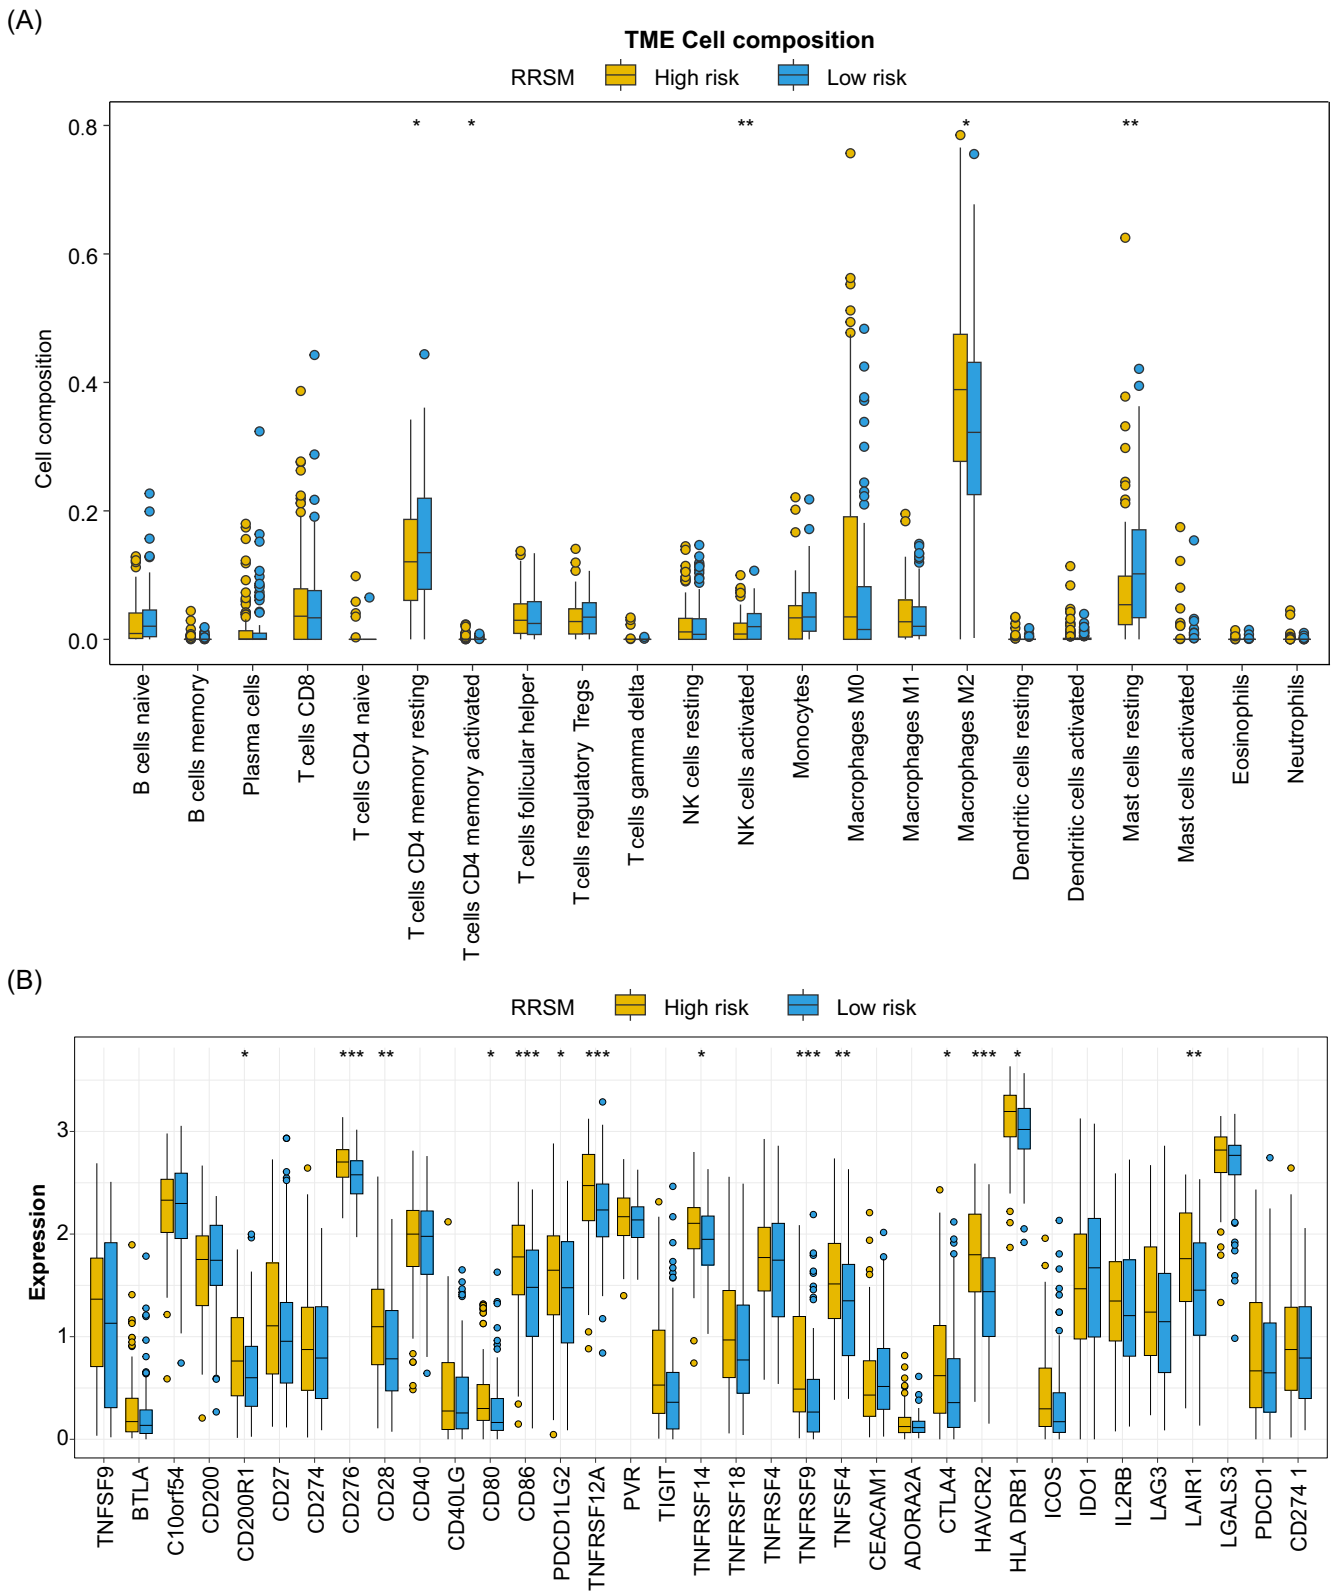 (A)
TME Cell composition
RRSM High risk Low risk
* * ** * **
0.8
0.6
0.4
0.2
0.0
Cell composition
B cells naive
B cells memory
Plasma cells
T cells CD8
T cells CD4 naive
T cells CD4 memory resting
T cells CD4 memory activated
T cells follicular helper
T cells regulatory Tregs
T cells gamma delta
NK cells resting
NK cells activated
Monocytes
Macrophages M0
Macrophages M1
Macrophages M2
Dendritic cells resting
Dendritic cells activated
Mast cells resting
Mast cells activated
Eosinophils
Neutrophils
(B)
RRSM High risk Low risk
* *** ** * *** * *** * *** ** * *** * **
3
2
1
0
Expression
TNFSF9
BTLA
C10orf54
CD200
CD200R1
CD27
CD274
CD276
CD28
CD40
CD40LG
CD80
CD86
PDCD1LG2
TNFRSF12A
PVR
TIGIT
TNFRSF14
TNFRSF18
TNFRSF4
TNFRSF9
TNFSF4
CEACAM1
ADORA2A
CTLA4
HAVCR2
HLA DRB1
ICOS
IDO1
IL2RB
LAG3
LAIR1
LGALS3
PDCD1
CD274 1